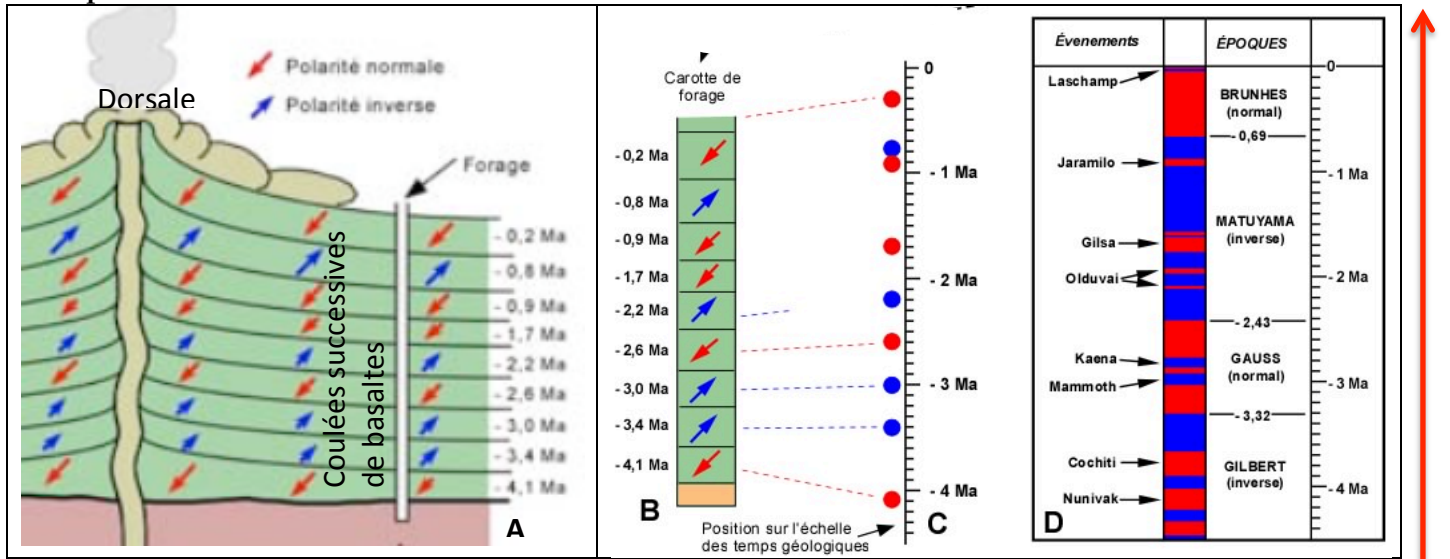 Dorsale
Polarité normale
Polarité inverse
Forage
Coulées successives
de basaltes
- 0,2 Ma
- 0,8 Ma
- 0,9 Ma
- 1,7 Ma
- 2,2 Ma
- 2,6 Ma
- 3,0 Ma
- 3,4 Ma
- 4,1 Ma
A
Carotte de
forage
- 0,2 Ma
- 0,8 Ma
- 0,9 Ma
- 1,7 Ma
- 2,2 Ma
- 2,6 Ma
- 3,0 Ma
- 3,4 Ma
- 4,1 Ma
B
0
- 1 Ma
- 2 Ma
- 3 Ma
- 4 Ma
C
Position sur l'échelle
des temps géologiques
Évenements
ÉPOQUES
Laschamp
Jaramilo
Gilsa
Olduvai
Kaena
Mammoth
Cochiti
Nunivak
BRUNHES
(normal)
- 0,69
MATUYAMA
(inverse)
- 2,43
GAUSS
(normal)
- 3,32
GILBERT
(inverse)
0
- 1 Ma
- 2 Ma
- 3 Ma
- 4 Ma
D